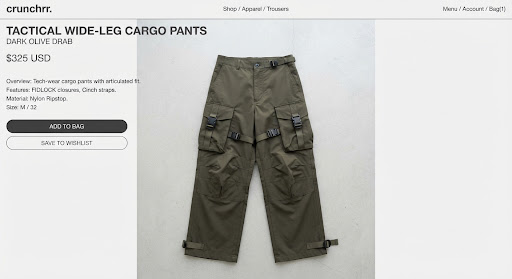 crunchrr.
Shop / Apparel / Trousers
Menu / Account / Bag(1)
TACTICAL WIDE-LEG CARGO PANTS
DARK OLIVE DRAB
$325 USD
Overview: Tech-wear cargo pants with articulated fit.
Features: FIDLOCK closures, Cinch straps.
Material: Nylon Ripstop.
Size: M / 32
ADD TO BAG
SAVE TO WISHLIST